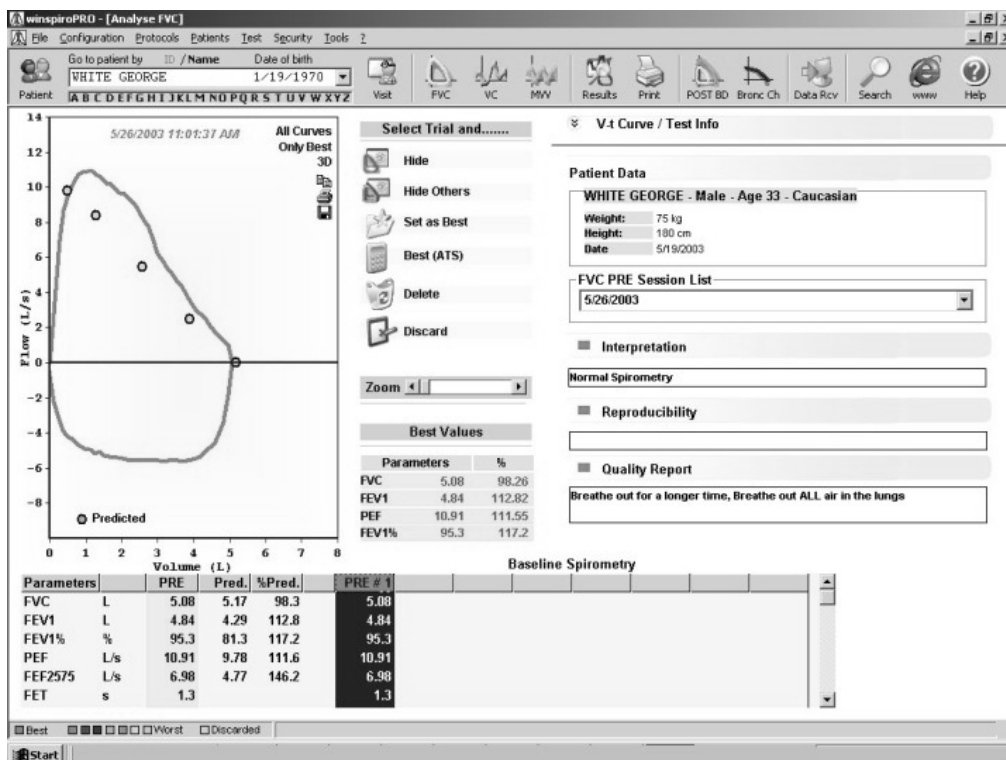 winspiroPRO - [Analyse FVC]
File Configuration Protocols Patients Test Security Tools ?
Go to patient by ID / Name Date of birth
WHITE GEORGE 1/19/1970
A B C D E F G H I J K L M N O P Q R S T U V W X Y Z
Patient Visit FVC VC MVV Results Print POST BD Bronc Ch Data Rcv Search www Help
5/26/2003 11:01:37 AM
All Curves
Only Best
3D
14
12
10
8
6
4
2
0
-2
-4
-6
-8
Flow (L/s)
Predicted
0 1 2 3 4 5 6 7 8
Volume (L)
Select Trial and.......
Hide
Hide Others
Set as Best
Best (ATS)
Delete
Discard
Zoom
Best Values
Parameters %
FVC 5.08 98.26
FEV1 4.84 112.82
PEF 10.91 111.55
FEV1% 95.3 117.2
V-t Curve / Test Info
Patient Data
WHITE GEORGE - Male - Age 33 - Caucasian
Weight: 75 kg
Height: 180 cm
Date 5/19/2003
FVC PRE Session List
5/26/2003
Interpretation
Normal Spirometry
Reproducibility
Quality Report
Breathe out for a longer time, Breathe out ALL air in the lungs
Baseline Spirometry
Parameters PRE Pred. %Pred. PRE # 1
FVC L 5.08 5.17 98.3 5.08
FEV1 L 4.84 4.29 112.8 4.84
FEV1% % 95.3 81.3 117.2 95.3
PEF L/s 10.91 9.78 111.6 10.91
FEF2575 L/s 6.98 4.77 146.2 6.98
FET s 1.3 1.3
Best Worst Discarded
Start